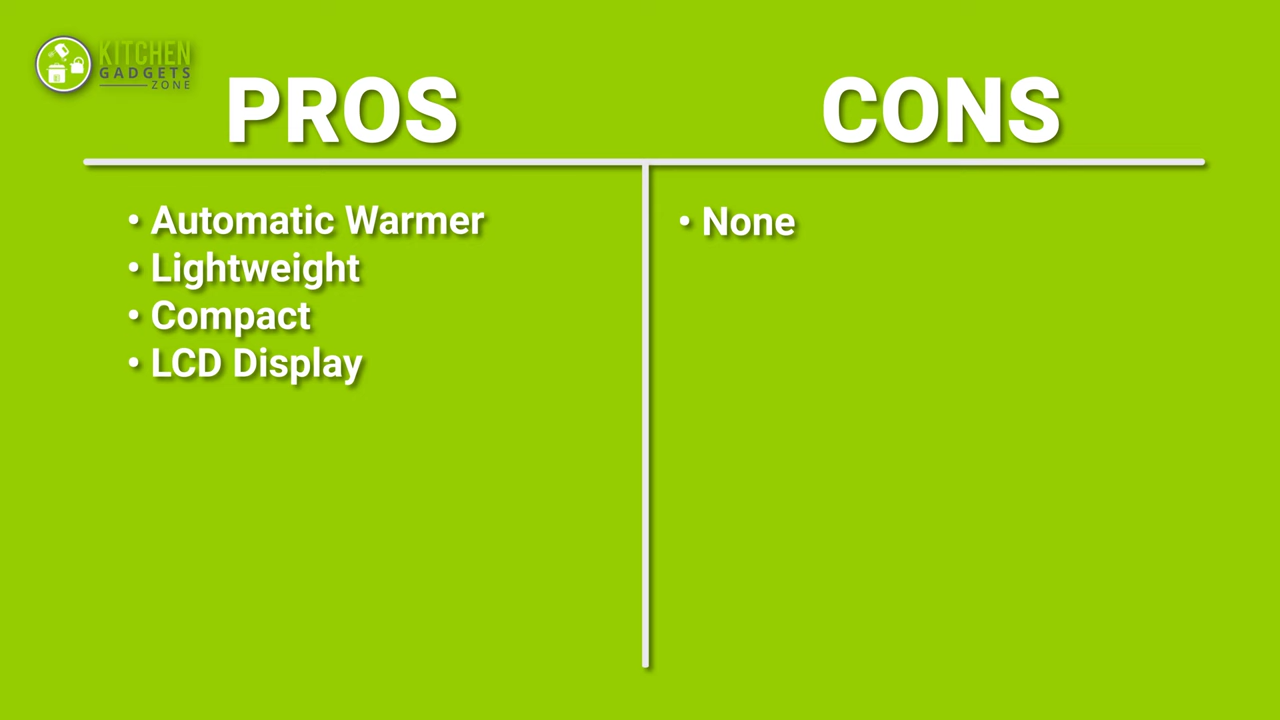 KITCHEN
GADGETS
ZONE
PROS
CONS
• Automatic Warmer
• Lightweight
• Compact
• LCD Display
• None